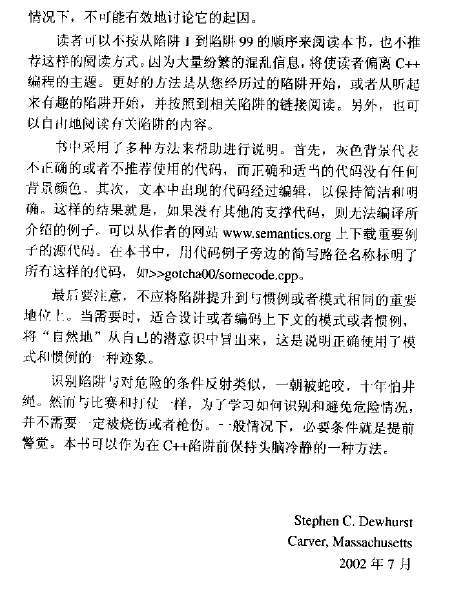 情况下，不可能有效地讨论它的起因。
读者可以不按从陷阱 1 到陷阱 99 的顺序来阅读本书，也不推
荐这样的阅读方式。因为大量纷繁的混乱信息，将使读者偏离 C++
编程的主题。更好的方法是从您经历过的陷阱开始，或者从听起
来有趣的陷阱开始，并按照到相关陷阱的链接阅读。另外，也可
以自由地阅读有关陷阱的内容。
书中采用了多种方法来帮助进行说明。首先，灰色背景代表
不正确的或者不推荐使用的代码，而正确和适当的代码没有任何
背景颜色。其次，文本中出现的代码经过编辑，以保持简洁和明
确。这样的结果就是，如果没有其他的支撑代码，则无法编译所
介绍的例子。可以从作者的网站 www.semantics.org 上下载重要例
子的源代码。在本书中，用代码例子旁边的简写路径名称标明了
所有这样的代码，如>>gotcha00/somecode.cpp。
最后要注意，不应将陷阱提升到与惯例或者模式相同的重要
地位上。当需要时，适合设计或者编码上下文的模式或者惯例，
将“自然地”从自己的潜意识中冒出来，这是说明正确使用了模
式和惯例的一种迹象。
识别陷阱与对危险的条件反射类似，一朝被蛇咬，十年怕井
绳。然而与比赛和打仗一样，为了学习如何识别和避免危险情况，
并不需要一定被烧伤或者枪伤。一般情况下，必要条件就是提前
警觉。本书可以作为在 C++陷阱前保持头脑冷静的一种方法。
Stephen C. Dewhurst
Carver, Massachusetts
2002 年 7 月